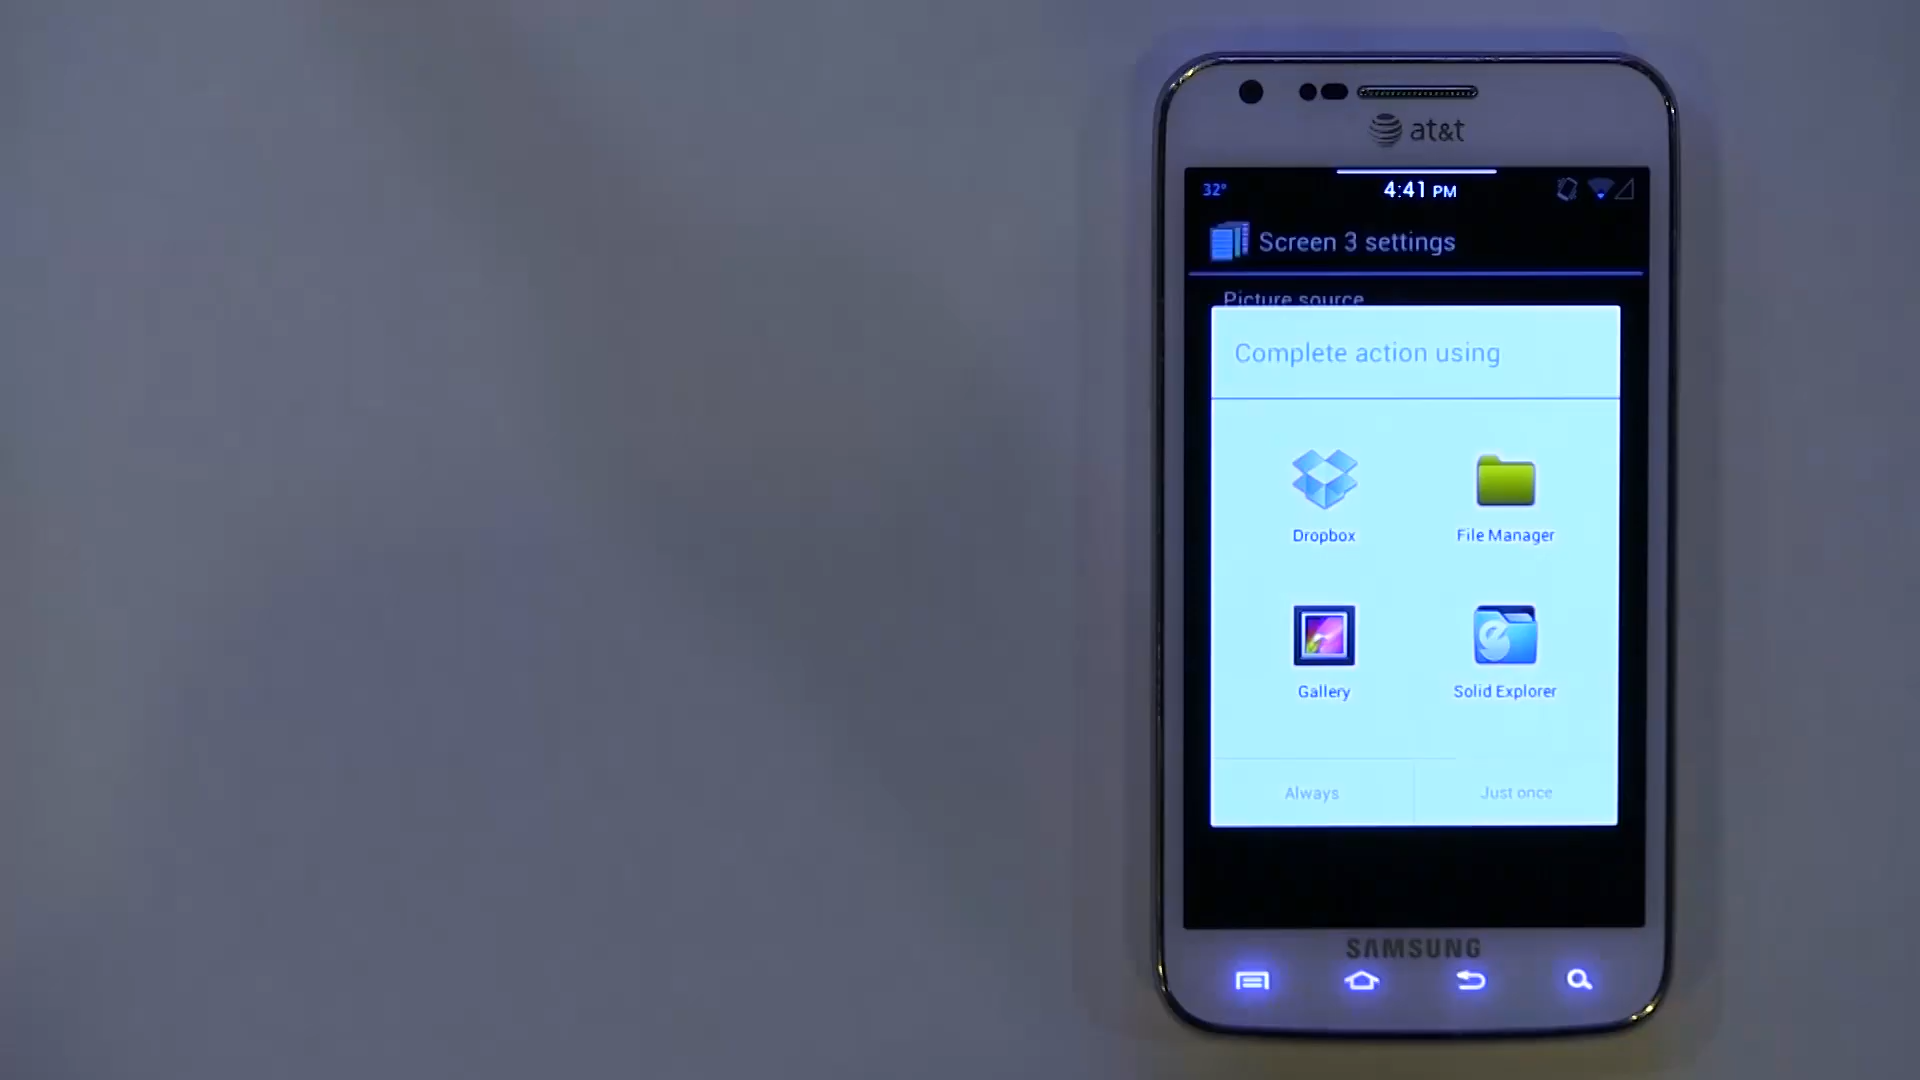 at&t
32°
4:41 PM
Screen 3 settings
Picture source
Complete action using
Dropbox
File Manager
Gallery
Solid Explorer
Always
Just once
SAMSUNG